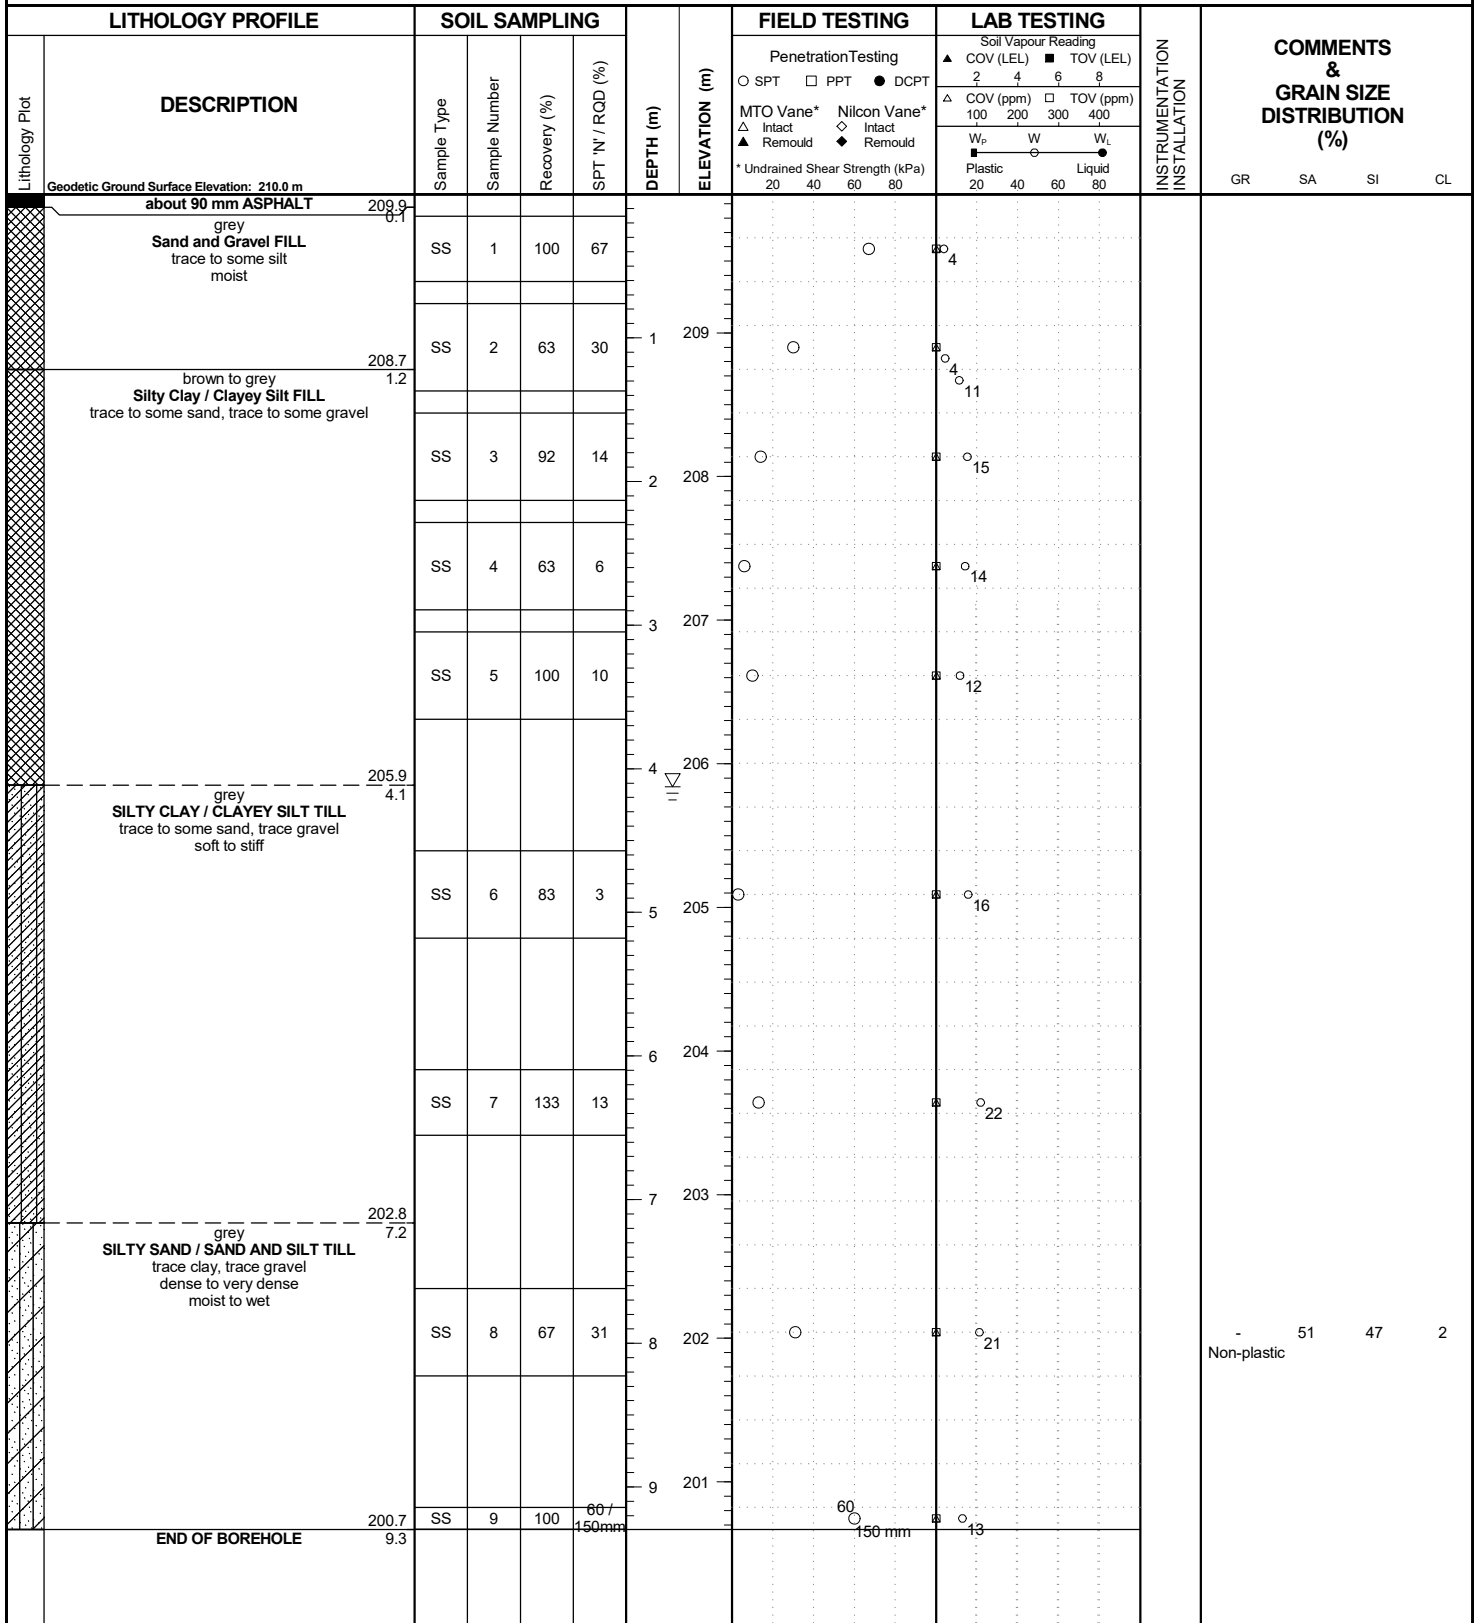 LITHOLOGY PROFILE
SOIL SAMPLING
FIELD TESTING
LAB TESTING
Lithology Plot
DESCRIPTION
Geodetic Ground Surface Elevation: 210.0 m
Sample Type
Sample Number
Recovery (%)
SPT 'N' / RQD (%)
DEPTH (m)
ELEVATION (m)
PenetrationTesting
SPT PPT DCPT
MTO Vane* Nilcon Vane*
Intact Intact
Remould Remould
* Undrained Shear Strength (kPa)
20 40 60 80
Soil Vapour Reading
COV (LEL) TOV (LEL)
2 4 6 8
COV (ppm) TOV (ppm)
100 200 300 400
WP W WL
Plastic Liquid
20 40 60 80
INSTRUMENTATION
INSTALLATION
COMMENTS
&
GRAIN SIZE
DISTRIBUTION
(%)
GR SA SI CL
about 90 mm ASPHALT 209.9
0.1
grey
Sand and Gravel FILL
trace to some silt
moist
SS 1 100 67
4
1 209
SS 2 63 30
4
11
208.7
1.2
brown to grey
Silty Clay / Clayey Silt FILL
trace to some sand, trace to some gravel
SS 3 92 14
15
2 208
SS 4 63 6
14
3 207
SS 5 100 10
12
4 206
205.9
4.1
grey
SILTY CLAY / CLAYEY SILT TILL
trace to some sand, trace gravel
soft to stiff
SS 6 83 3
16
5 205
6 204
SS 7 133 13
22
7 203
202.8
7.2
grey
SILTY SAND / SAND AND SILT TILL
trace clay, trace gravel
dense to very dense
moist to wet
SS 8 67 31
21
- 51 47 2
Non-plastic
8 202
9 201
SS 9 100 60 /
150mm
60
150 mm
13
200.7
9.3
END OF BOREHOLE